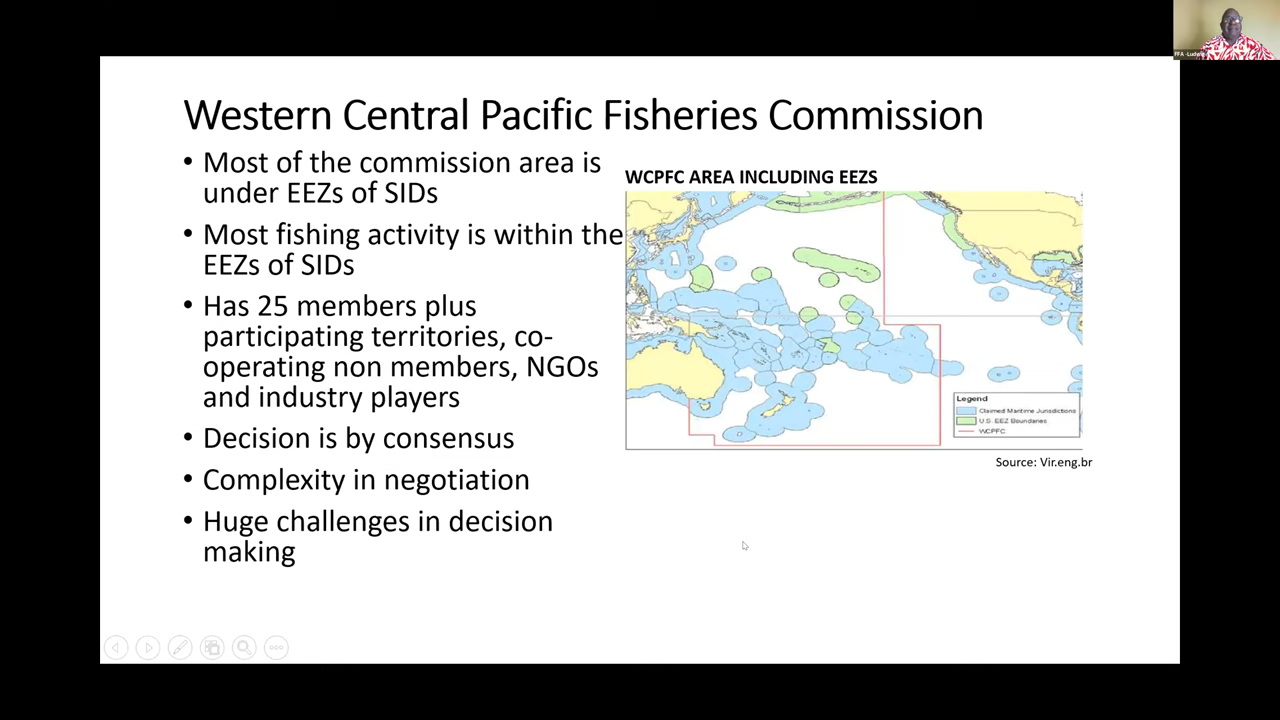 FFA -Ludwig
Western Central Pacific Fisheries Commission
• Most of the commission area is
under EEZs of SIDs
• Most fishing activity is within the
EEZs of SIDs
• Has 25 members plus
participating territories, co-
operating non members, NGOs
and industry players
• Decision is by consensus
• Complexity in negotiation
• Huge challenges in decision
making
WCPFC AREA INCLUDING EEZS
Legend
Claimed Maritime Jurisdictions
U.S. EEZ Boundaries
WCPFC
Source: Vir.eng.br